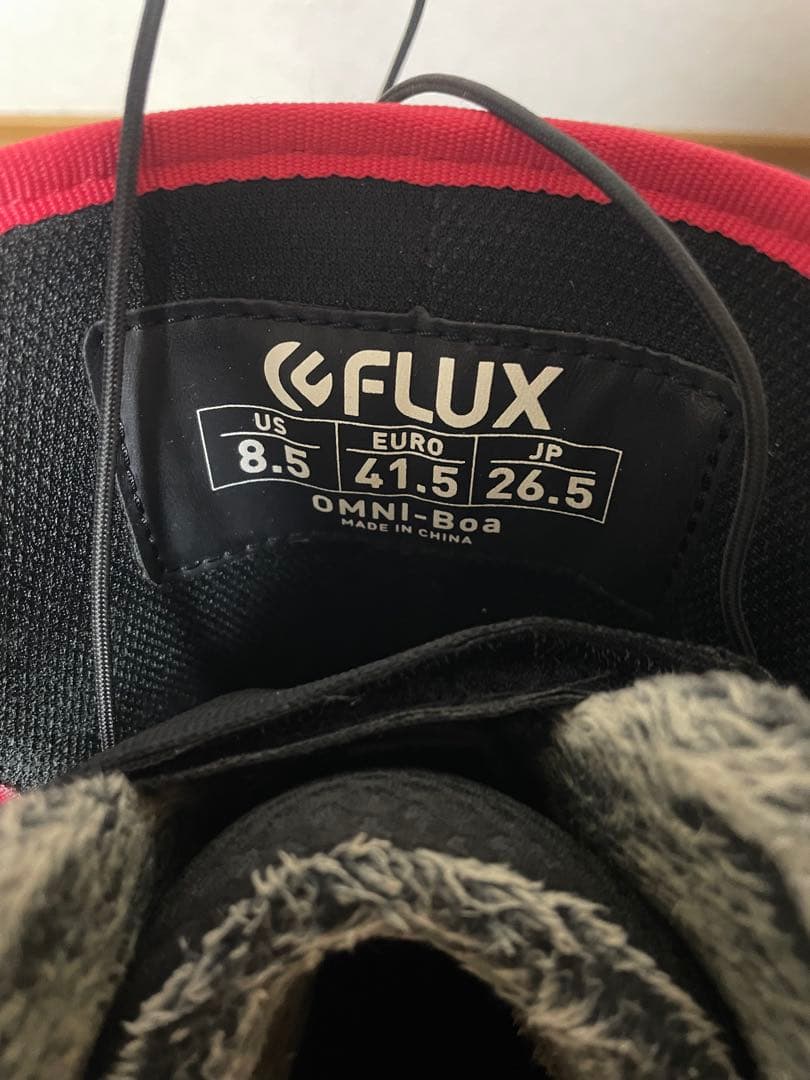 FLUX
US EURO JP
8.5 41.5 26.5
OMNI-Boa
MADE IN CHINA